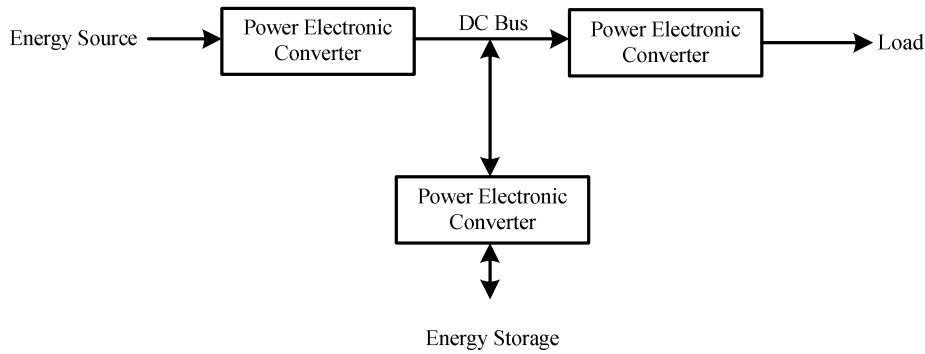 Energy Source
Power Electronic
Converter
DC Bus
Power Electronic
Converter
Load
Power Electronic
Converter
Energy Storage